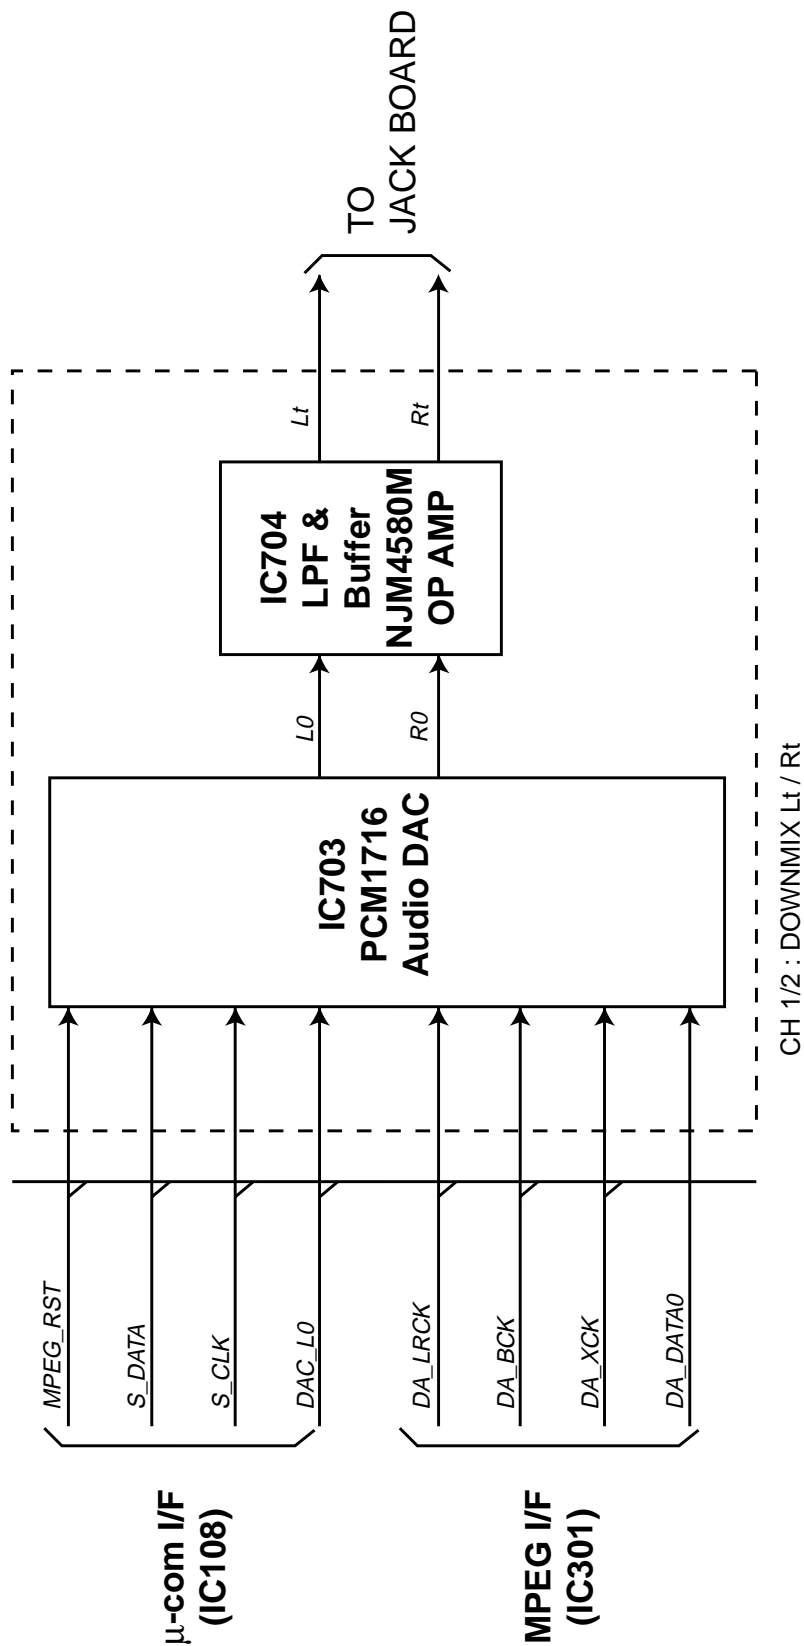 μ-com I/F
(IC108)
MPEG_RST
S_DATA
S_CLK
DAC_L0
MPEG I/F
(IC301)
DA_LRCK
DA_BCK
DA_XCK
DA_DATA0
IC703
PCM1716
Audio DAC
L0
R0
IC704
LPF &
Buffer
NJM4580M
OP AMP
Lt
Rt
TO
JACK BOARD
CH 1/2 : DOWNMIX Lt / Rt